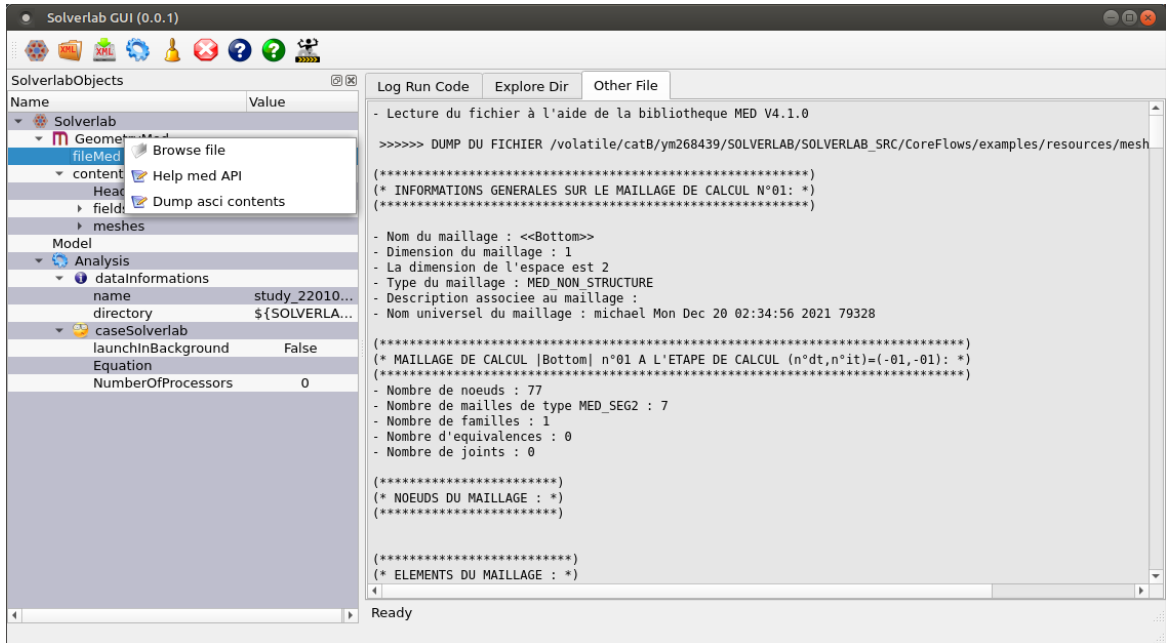 Solverlab GUI (0.0.1)
SolverlabObjects
Name Value
Solverlab
GeometryMed
fileMed
content
Head
field
meshes
Model
Analysis
dataInformations
name study_22010...
directory ${SOLVERLA...
caseSolverlab
launchInBackground False
Equation
NumberOfProcessors 0
Browse file
Help med API
Dump asci contents
Log Run Code Explore Dir Other File
- Lecture du fichier à l'aide de la bibliotheque MED V4.1.0
>>>>>> DUMP DU FICHIER /volatile/catB/ym268439/SOLVERLAB/SOLVERLAB_SRC/CoreFlows/examples/resources/mesh
(************************************************************)
(* INFORMATIONS GENERALES SUR LE MAILLAGE DE CALCUL N°01: *)
(************************************************************)
- Nom du maillage : <<Bottom>>
- Dimension du maillage : 1
- La dimension de l'espace est 2
- Type du maillage : MED_NON_STRUCTURE
- Description associee au maillage :
- Nom universel du maillage : michael Mon Dec 20 02:34:56 2021 79328
(**********************************************************************************)
(* MAILLAGE DE CALCUL |Bottom| n°01 A L'ETAPE DE CALCUL (n°dt,n°it)=(-01,-01): *)
(**********************************************************************************)
- Nombre de noeuds : 77
- Nombre de mailles de type MED_SEG2 : 7
- Nombre de familles : 1
- Nombre d'equivalences : 0
- Nombre de joints : 0
(*************************)
(* NOEUDS DU MAILLAGE : *)
(*************************)
(***************************)
(* ELEMENTS DU MAILLAGE : *)
Ready